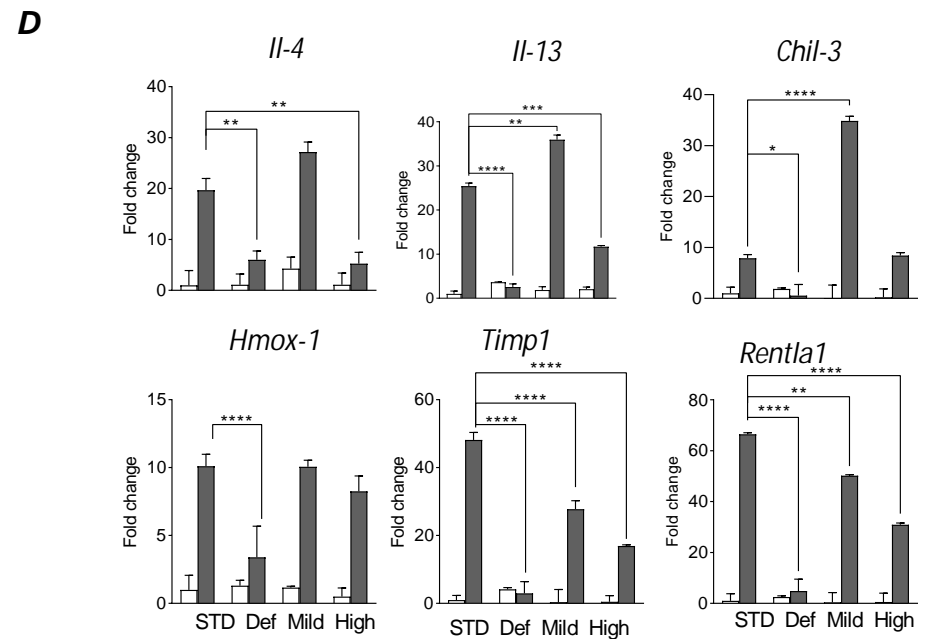 D
Il-4
Il-13
Chil-3
Fold change
40
30
20
10
0
**
**
Fold change
40
30
20
10
0
***
**
****
Fold change
40
30
20
10
0
****
*
Hmox-1
Timp1
Rentla1
Fold change
15
10
5
0
****
STD Def Mild High
Fold change
60
40
20
0
****
****
****
STD Def Mild High
Fold change
80
60
40
20
0
****
**
****
STD Def Mild High